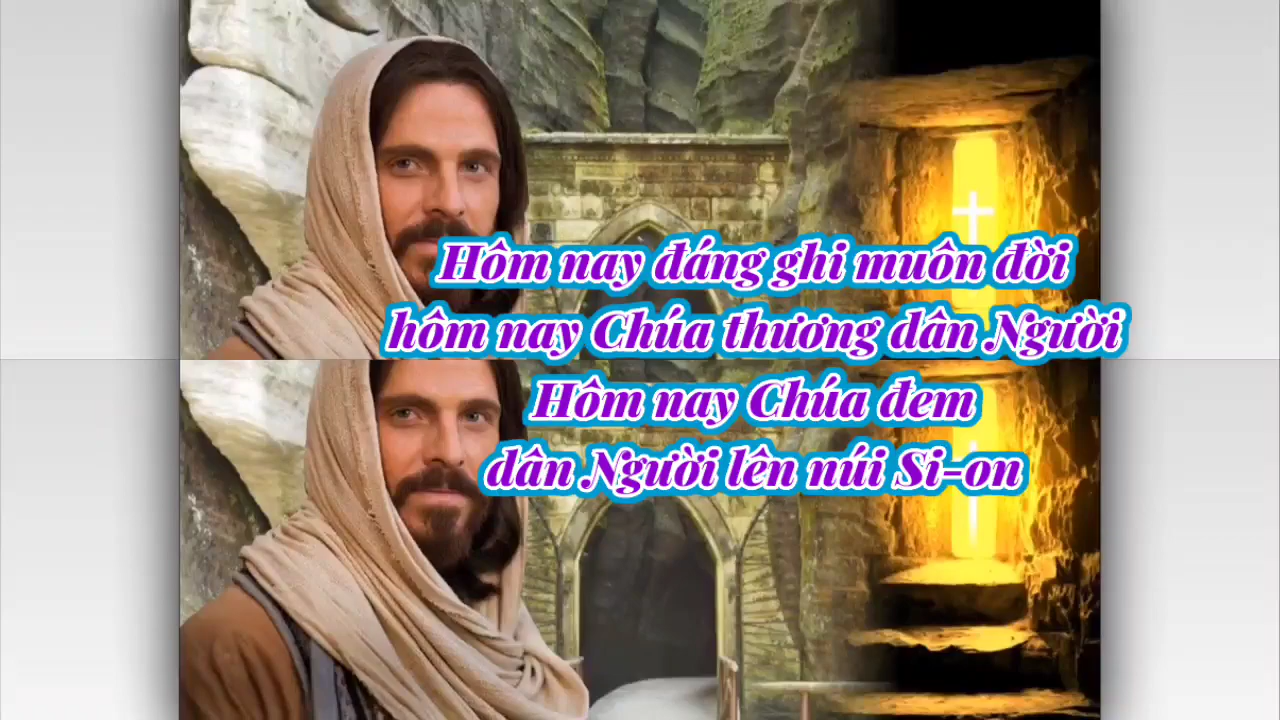 Hôm nay đáng ghi muôn đời
hôm nay Chúa thương dân Người
Hôm nay Chúa đem
dân Người lên núi Si-on